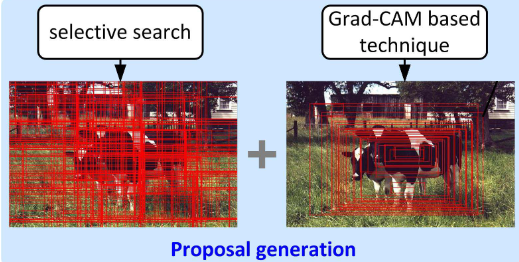 selective search
Grad-CAM based
technique
Proposal generation